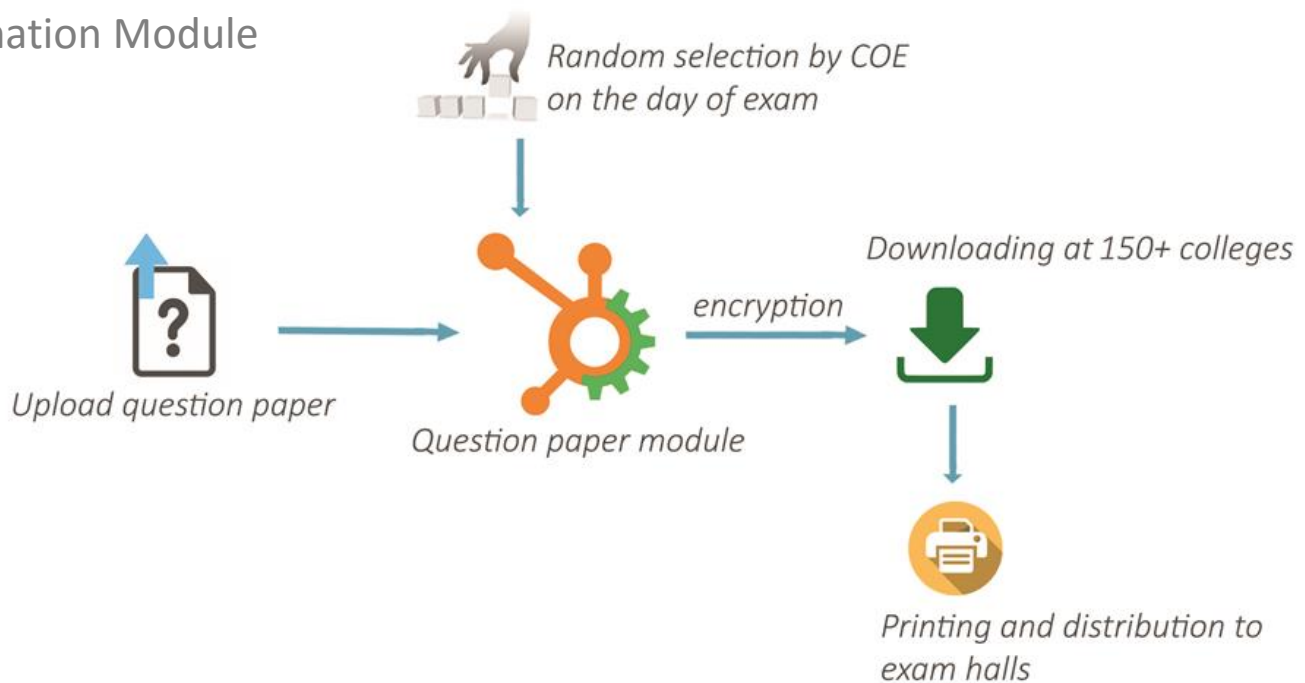 nation Module
Random selection by COE
on the day of exam
Downloading at 150+ colleges
encryption
Upload question paper
Question paper module
Printing and distribution to
exam halls